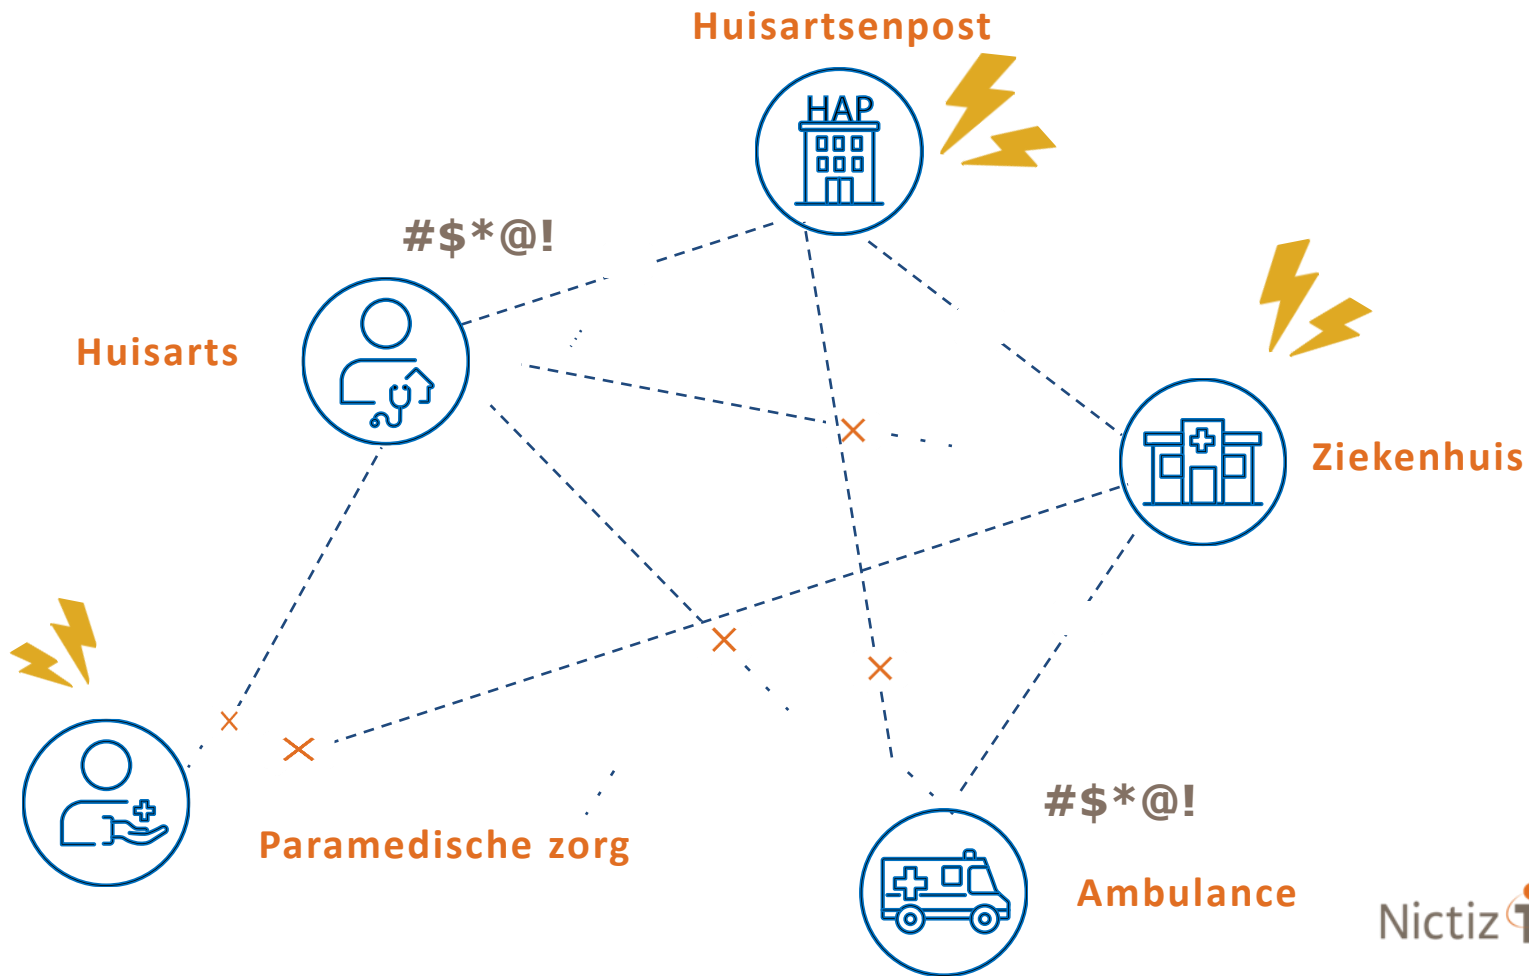 Huisartsenpost
HAP
#$*@!
Huisarts
Ziekenhuis
#$*@!
Paramedische zorg
Ambulance
Nictiz